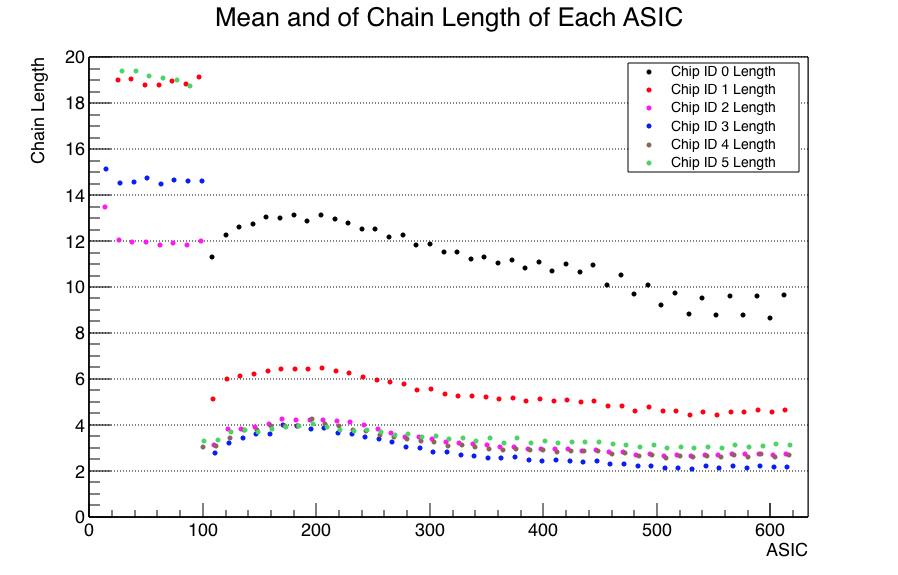 Mean and of Chain Length of Each ASIC
Chain Length
20
18
16
14
12
10
8
6
4
2
0
Chip ID 0 Length
Chip ID 1 Length
Chip ID 2 Length
Chip ID 3 Length
Chip ID 4 Length
Chip ID 5 Length
0 100 200 300 400 500 600
ASIC